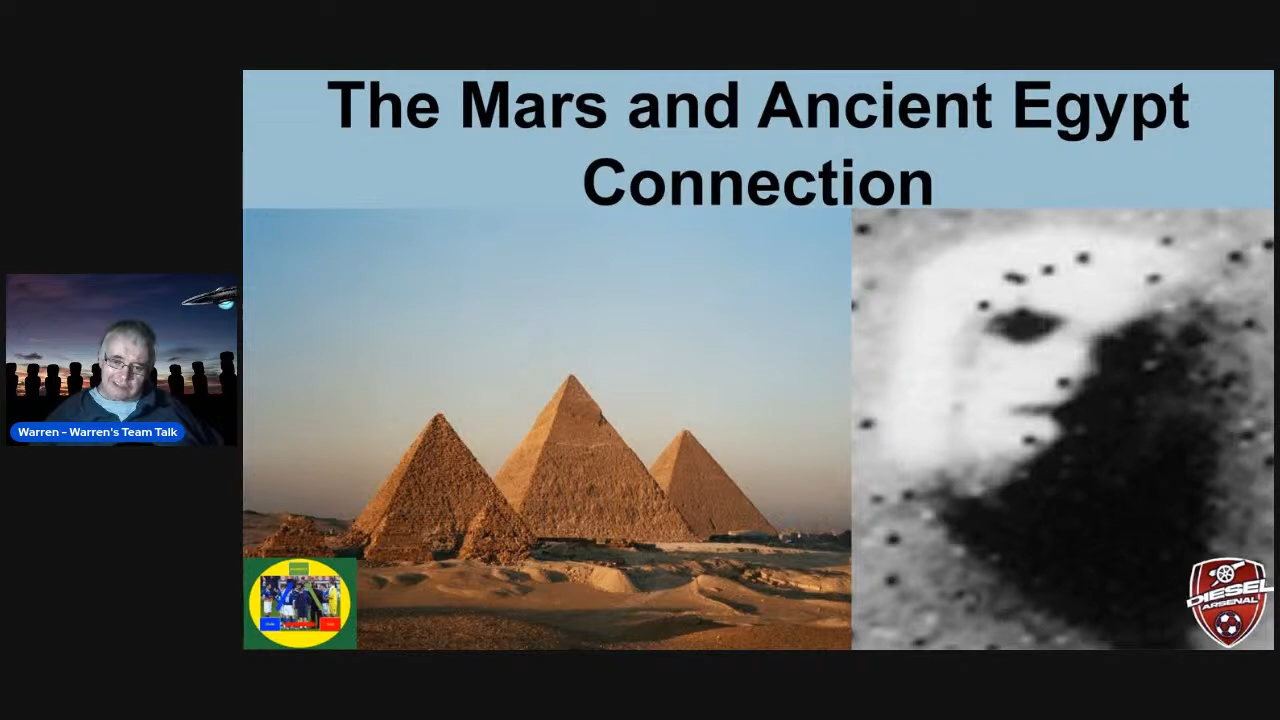 The Mars and Ancient Egypt
Connection
Warren – Warren's Team Talk
DIESEL
ARSENAL